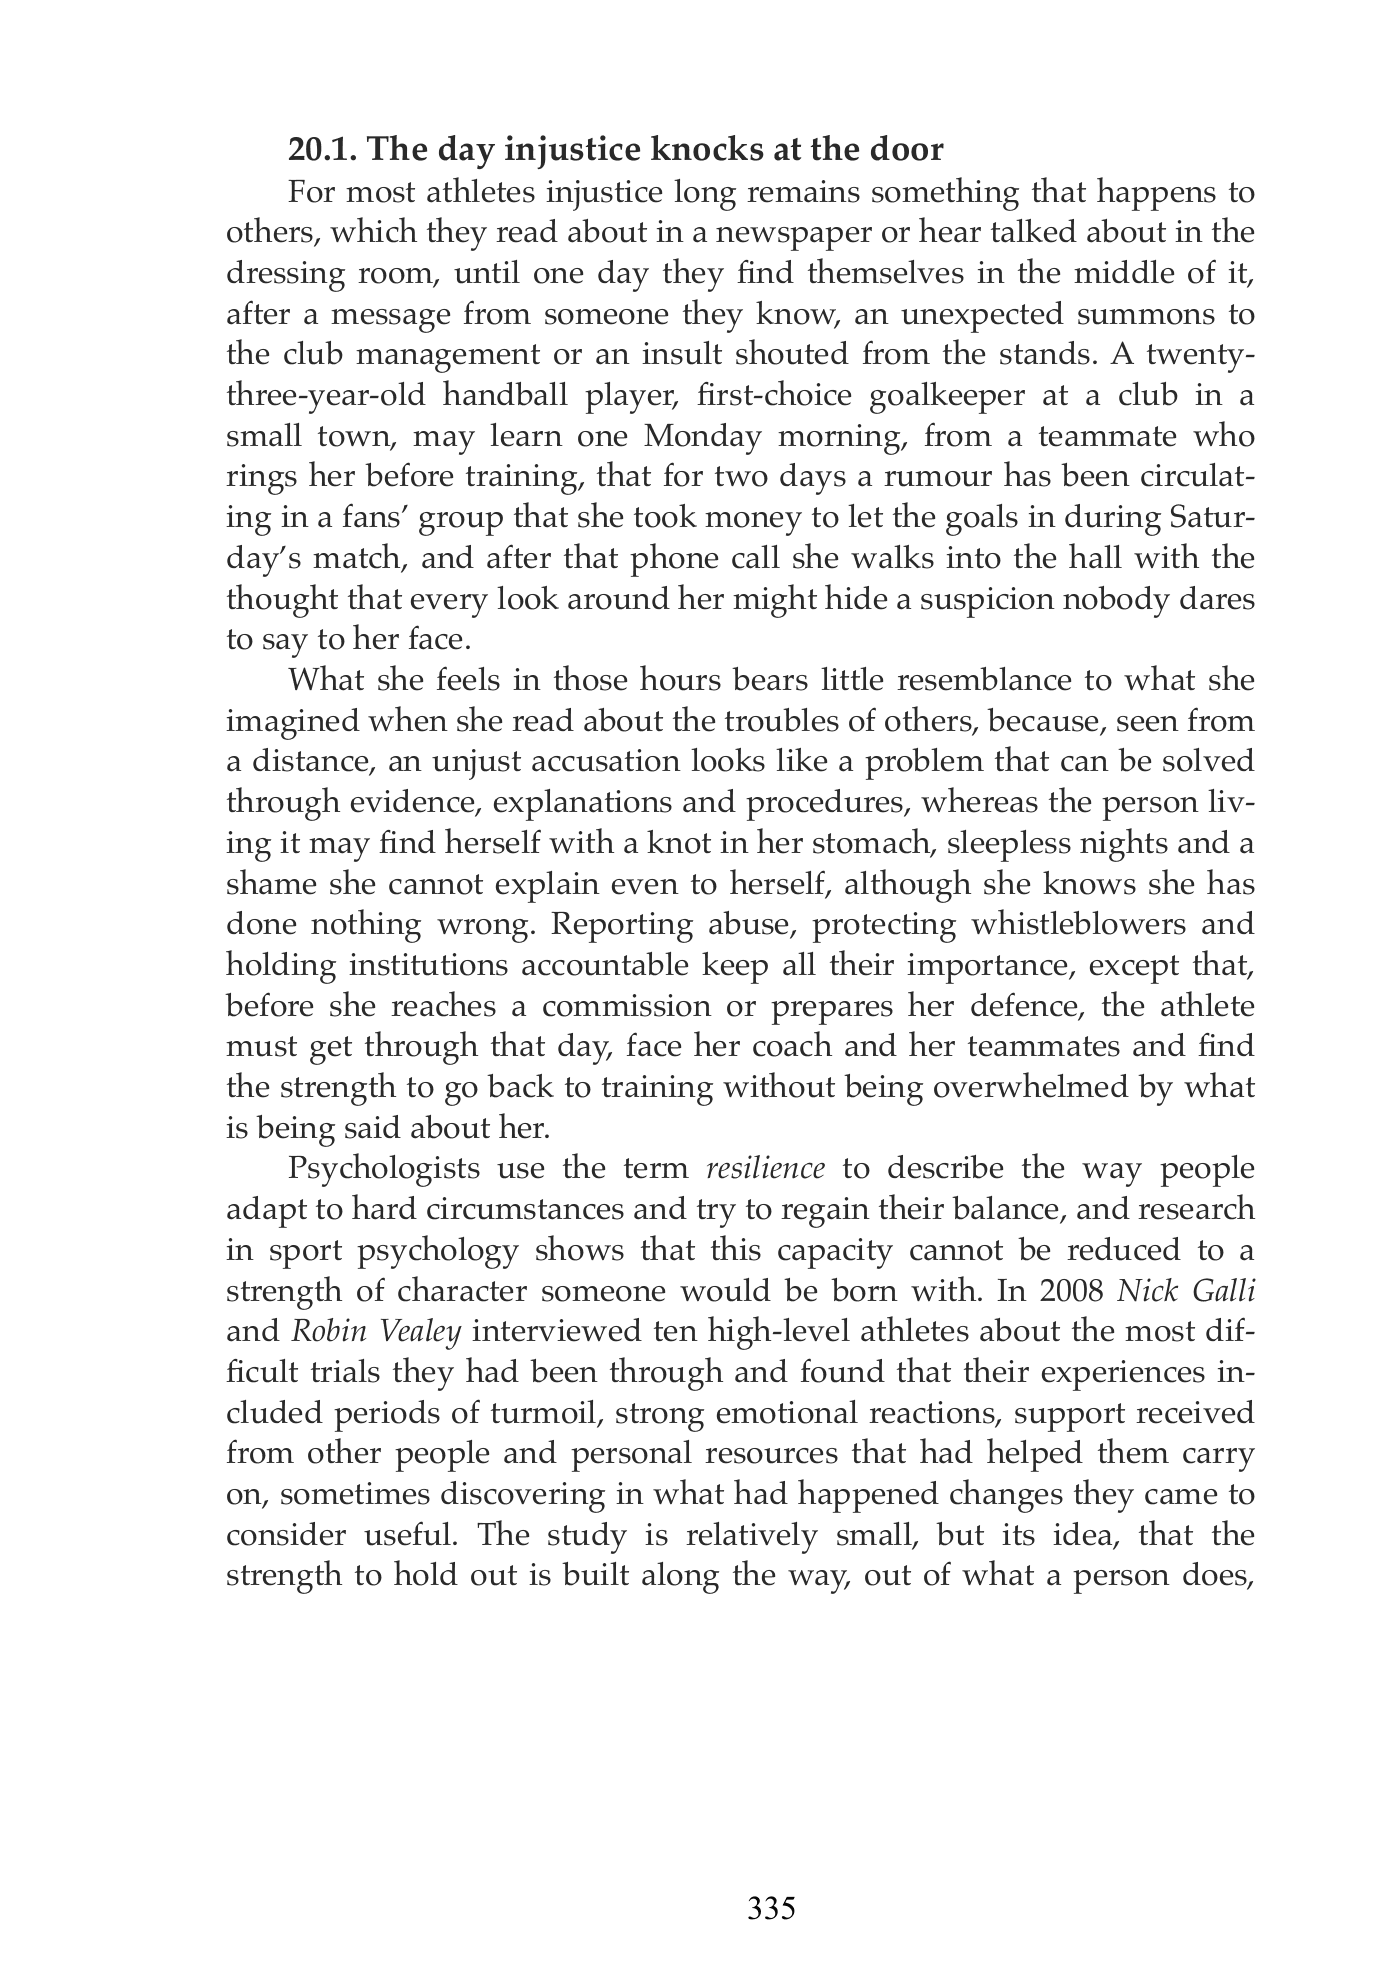 20.1. The day injustice knocks at the door
For most athletes injustice long remains something that happens to
others, which they read about in a newspaper or hear talked about in the
dressing room, until one day they find themselves in the middle of it,
after a message from someone they know, an unexpected summons to
the club management or an insult shouted from the stands. A twenty-
three-year-old handball player, first-choice goalkeeper at a club in a
small town, may learn one Monday morning, from a teammate who
rings her before training, that for two days a rumour has been circulat-
ing in a fans’ group that she took money to let the goals in during Satur-
day’s match, and after that phone call she walks into the hall with the
thought that every look around her might hide a suspicion nobody dares
to say to her face.
What she feels in those hours bears little resemblance to what she
imagined when she read about the troubles of others, because, seen from
a distance, an unjust accusation looks like a problem that can be solved
through evidence, explanations and procedures, whereas the person liv-
ing it may find herself with a knot in her stomach, sleepless nights and a
shame she cannot explain even to herself, although she knows she has
done nothing wrong. Reporting abuse, protecting whistleblowers and
holding institutions accountable keep all their importance, except that,
before she reaches a commission or prepares her defence, the athlete
must get through that day, face her coach and her teammates and find
the strength to go back to training without being overwhelmed by what
is being said about her.
Psychologists use the term resilience to describe the way people
adapt to hard circumstances and try to regain their balance, and research
in sport psychology shows that this capacity cannot be reduced to a
strength of character someone would be born with. In 2008 Nick Galli
and Robin Vealey interviewed ten high-level athletes about the most dif-
ficult trials they had been through and found that their experiences in-
cluded periods of turmoil, strong emotional reactions, support received
from other people and personal resources that had helped them carry
on, sometimes discovering in what had happened changes they came to
consider useful. The study is relatively small, but its idea, that the
strength to hold out is built along the way, out of what a person does,
335